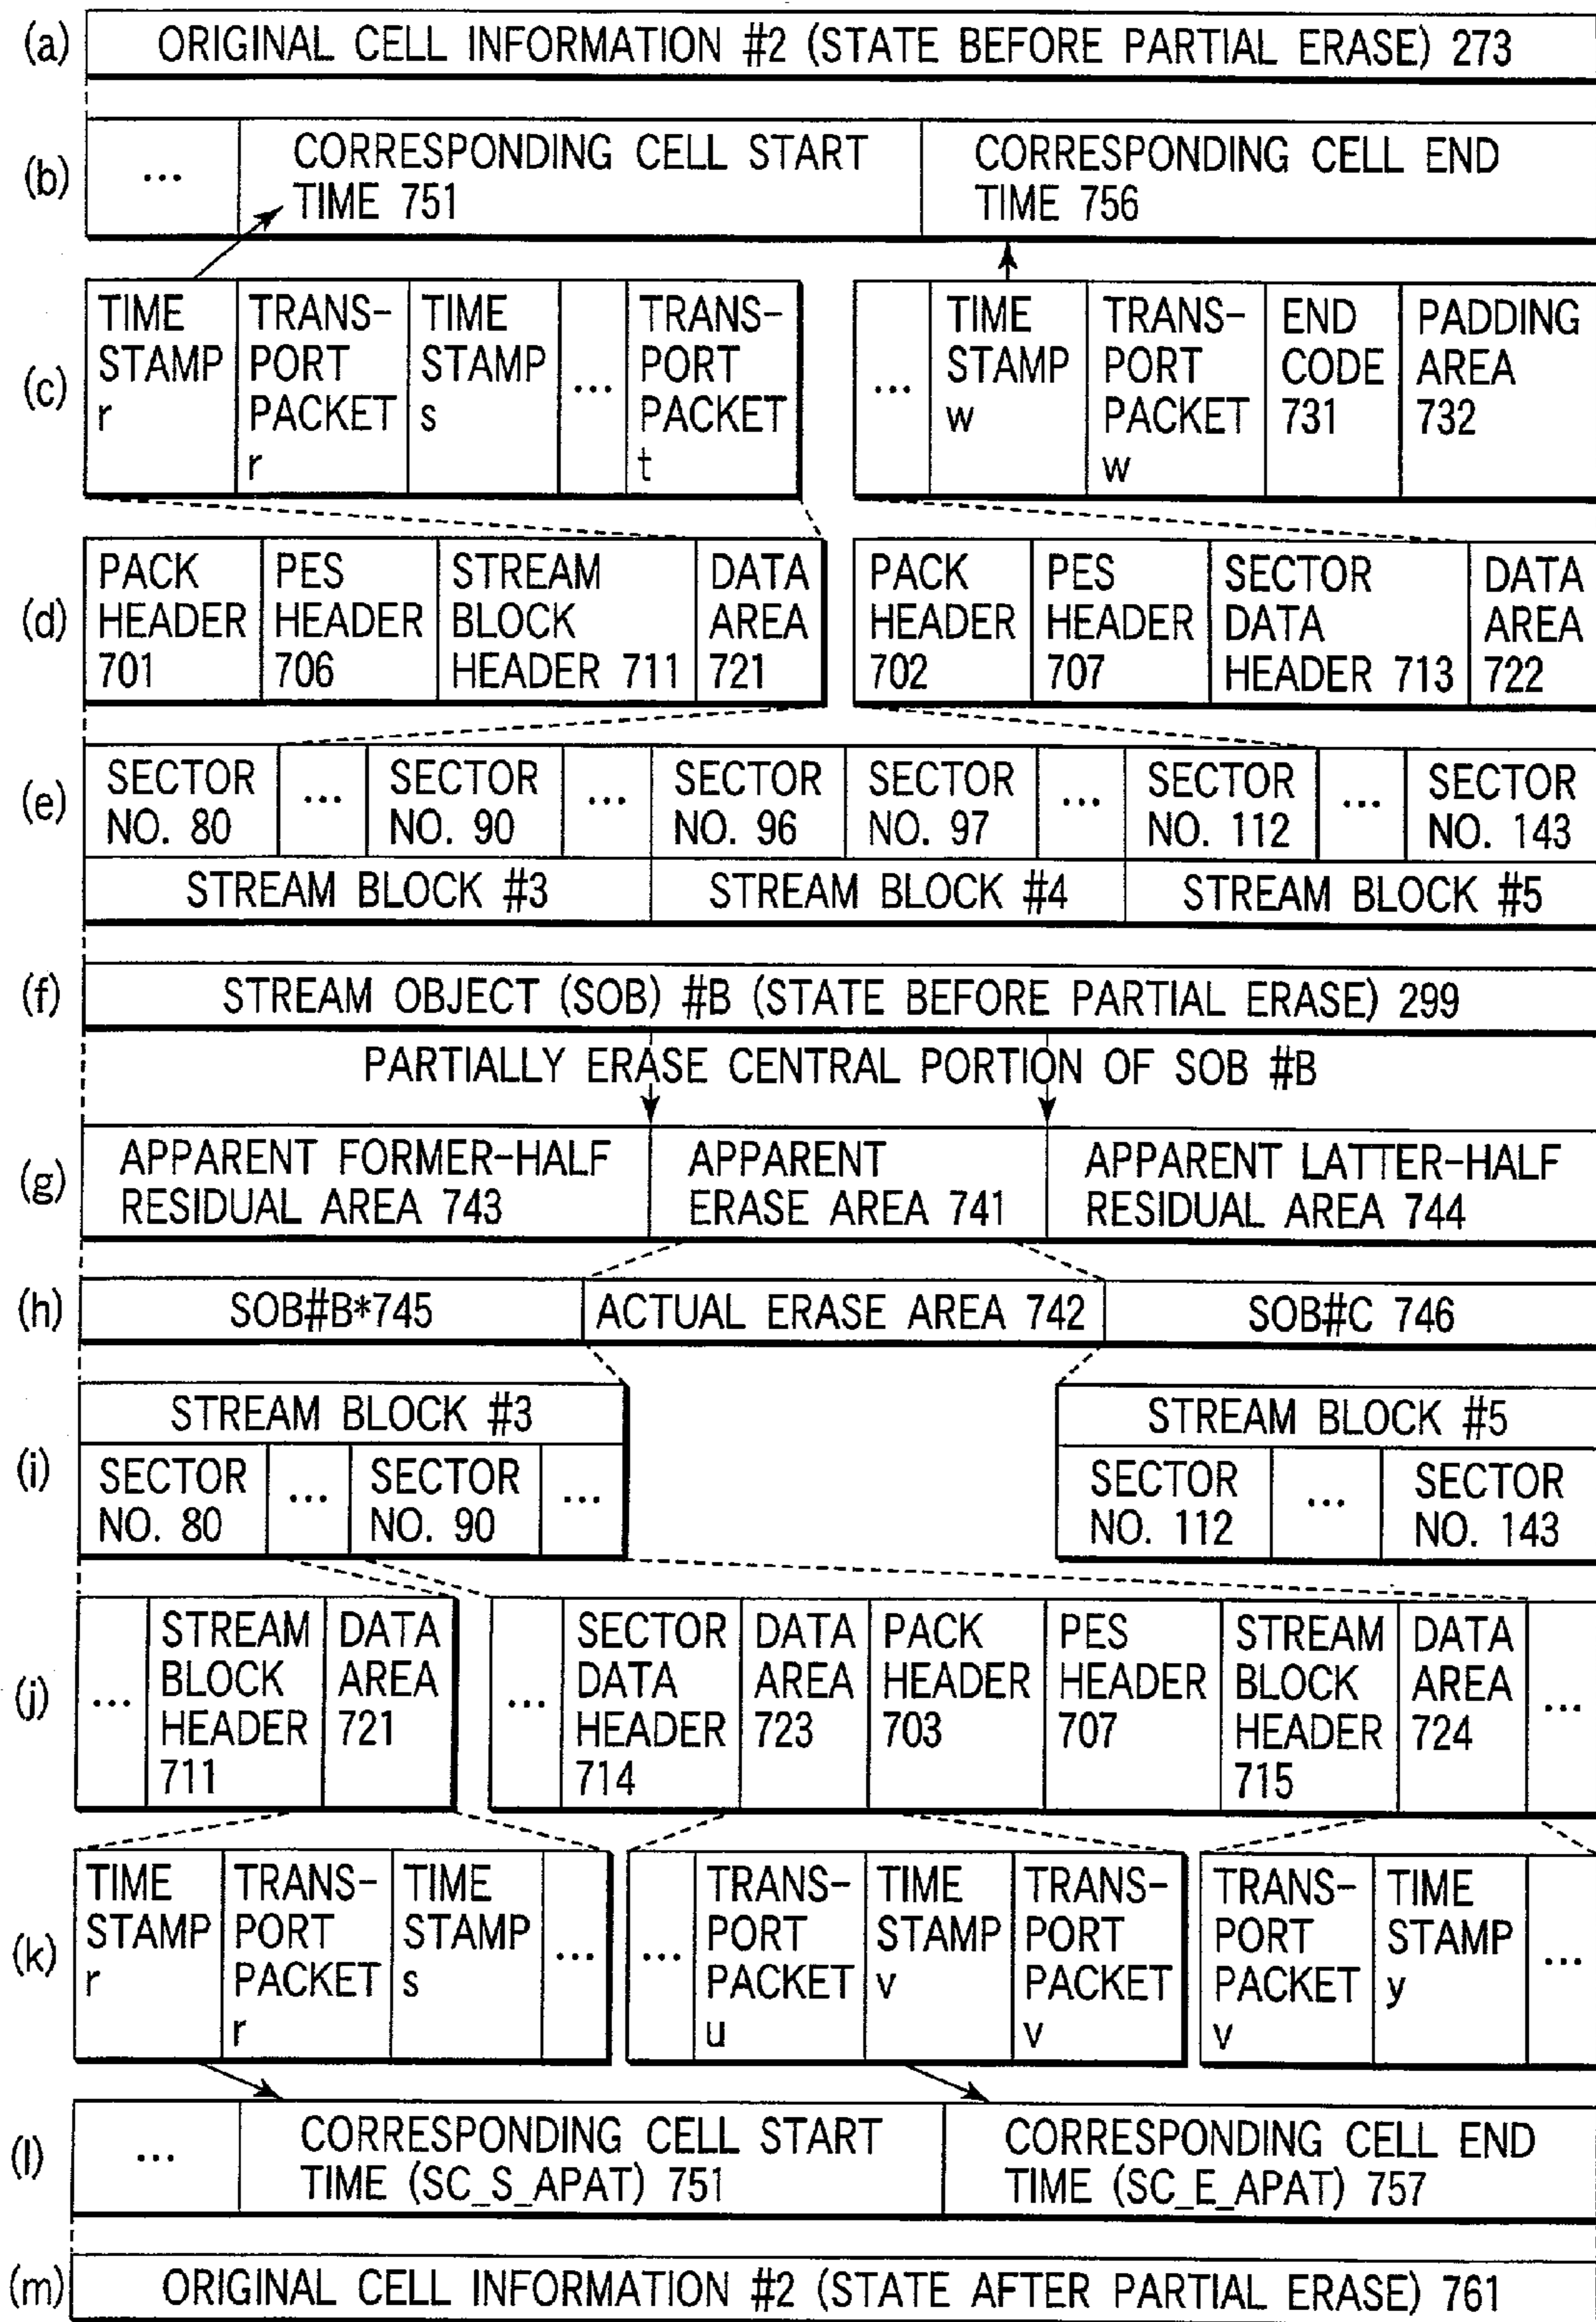 (a) ORIGINAL CELL INFORMATION #2 (STATE BEFORE PARTIAL ERASE) 273
(b) ... CORRESPONDING CELL START TIME 751
CORRESPONDING CELL END TIME 756
(c) TIME STAMP r
TRANS-PORT PACKET r
TIME STAMP s
...
TRANS-PORT PACKET t
...
TIME STAMP w
TRANS-PORT PACKET w
END CODE 731
PADDING AREA 732
(d) PACK HEADER 701
PES HEADER 706
STREAM BLOCK HEADER 711
DATA AREA 721
PACK HEADER 702
PES HEADER 707
SECTOR DATA HEADER 713
DATA AREA 722
(e) SECTOR NO. 80
...
SECTOR NO. 90
...
SECTOR NO. 96
SECTOR NO. 97
...
SECTOR NO. 112
...
SECTOR NO. 143
STREAM BLOCK #3
STREAM BLOCK #4
STREAM BLOCK #5
(f) STREAM OBJECT (SOB) #B (STATE BEFORE PARTIAL ERASE) 299
PARTIALLY ERASE CENTRAL PORTION OF SOB #B
(g) APPARENT FORMER-HALF RESIDUAL AREA 743
APPARENT ERASE AREA 741
APPARENT LATTER-HALF RESIDUAL AREA 744
(h) SOB#B*745
ACTUAL ERASE AREA 742
SOB#C 746
(i) STREAM BLOCK #3
SECTOR NO. 80
...
SECTOR NO. 90
...
STREAM BLOCK #5
SECTOR NO. 112
...
SECTOR NO. 143
(j) ...
STREAM BLOCK HEADER 711
DATA AREA 721
...
SECTOR DATA HEADER 714
DATA AREA 723
PACK HEADER 703
PES HEADER 707
STREAM BLOCK HEADER 715
DATA AREA 724
...
(k) TIME STAMP r
TRANS-PORT PACKET r
TIME STAMP s
...
...
TRANS-PORT PACKET u
TIME STAMP v
TRANS-PORT PACKET v
TRANS-PORT PACKET v
TIME STAMP y
...
(l) ...
CORRESPONDING CELL START TIME (SC_S_APAT) 751
CORRESPONDING CELL END TIME (SC_E_APAT) 757
(m) ORIGINAL CELL INFORMATION #2 (STATE AFTER PARTIAL ERASE) 761